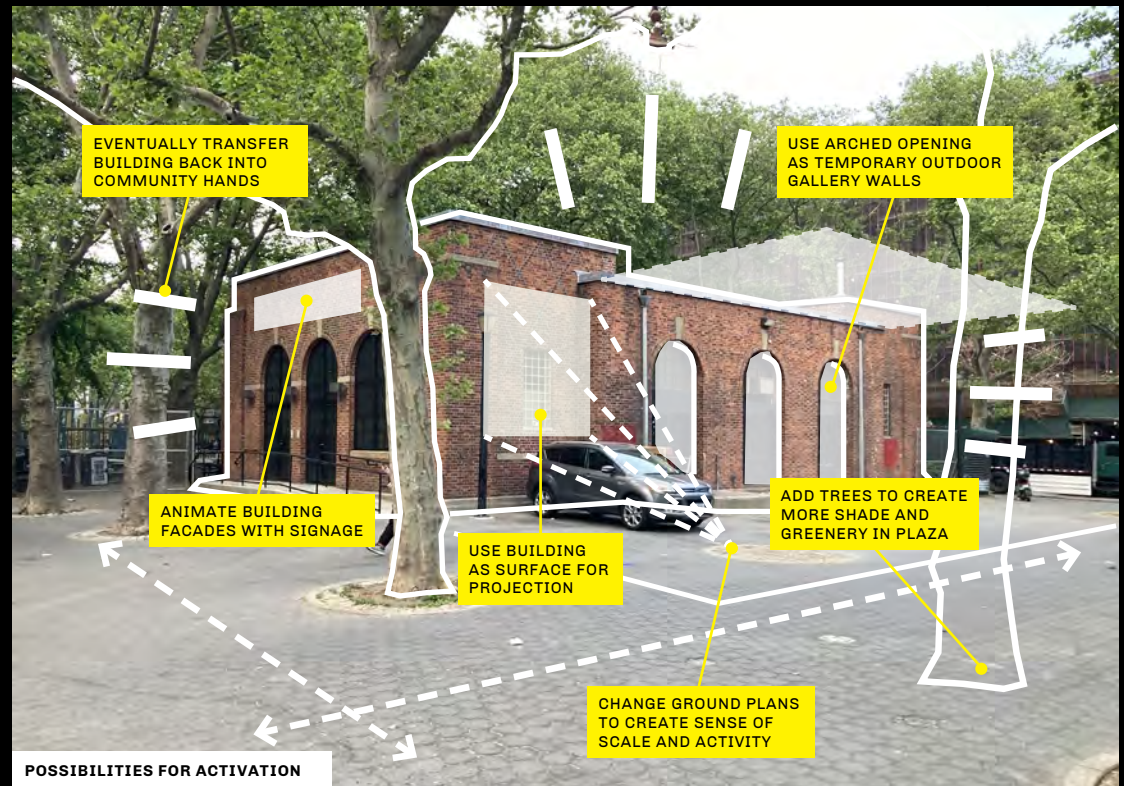 EVENTUALLY TRANSFER
BUILDING BACK INTO
COMMUNITY HANDS
USE ARCHED OPENING
AS TEMPORARY OUTDOOR
GALLERY WALLS
ANIMATE BUILDING
FACADES WITH SIGNAGE
USE BUILDING
AS SURFACE FOR
PROJECTION
ADD TREES TO CREATE
MORE SHADE AND
GREENERY IN PLAZA
CHANGE GROUND PLANS
TO CREATE SENSE OF
SCALE AND ACTIVITY
POSSIBILITIES FOR ACTIVATION